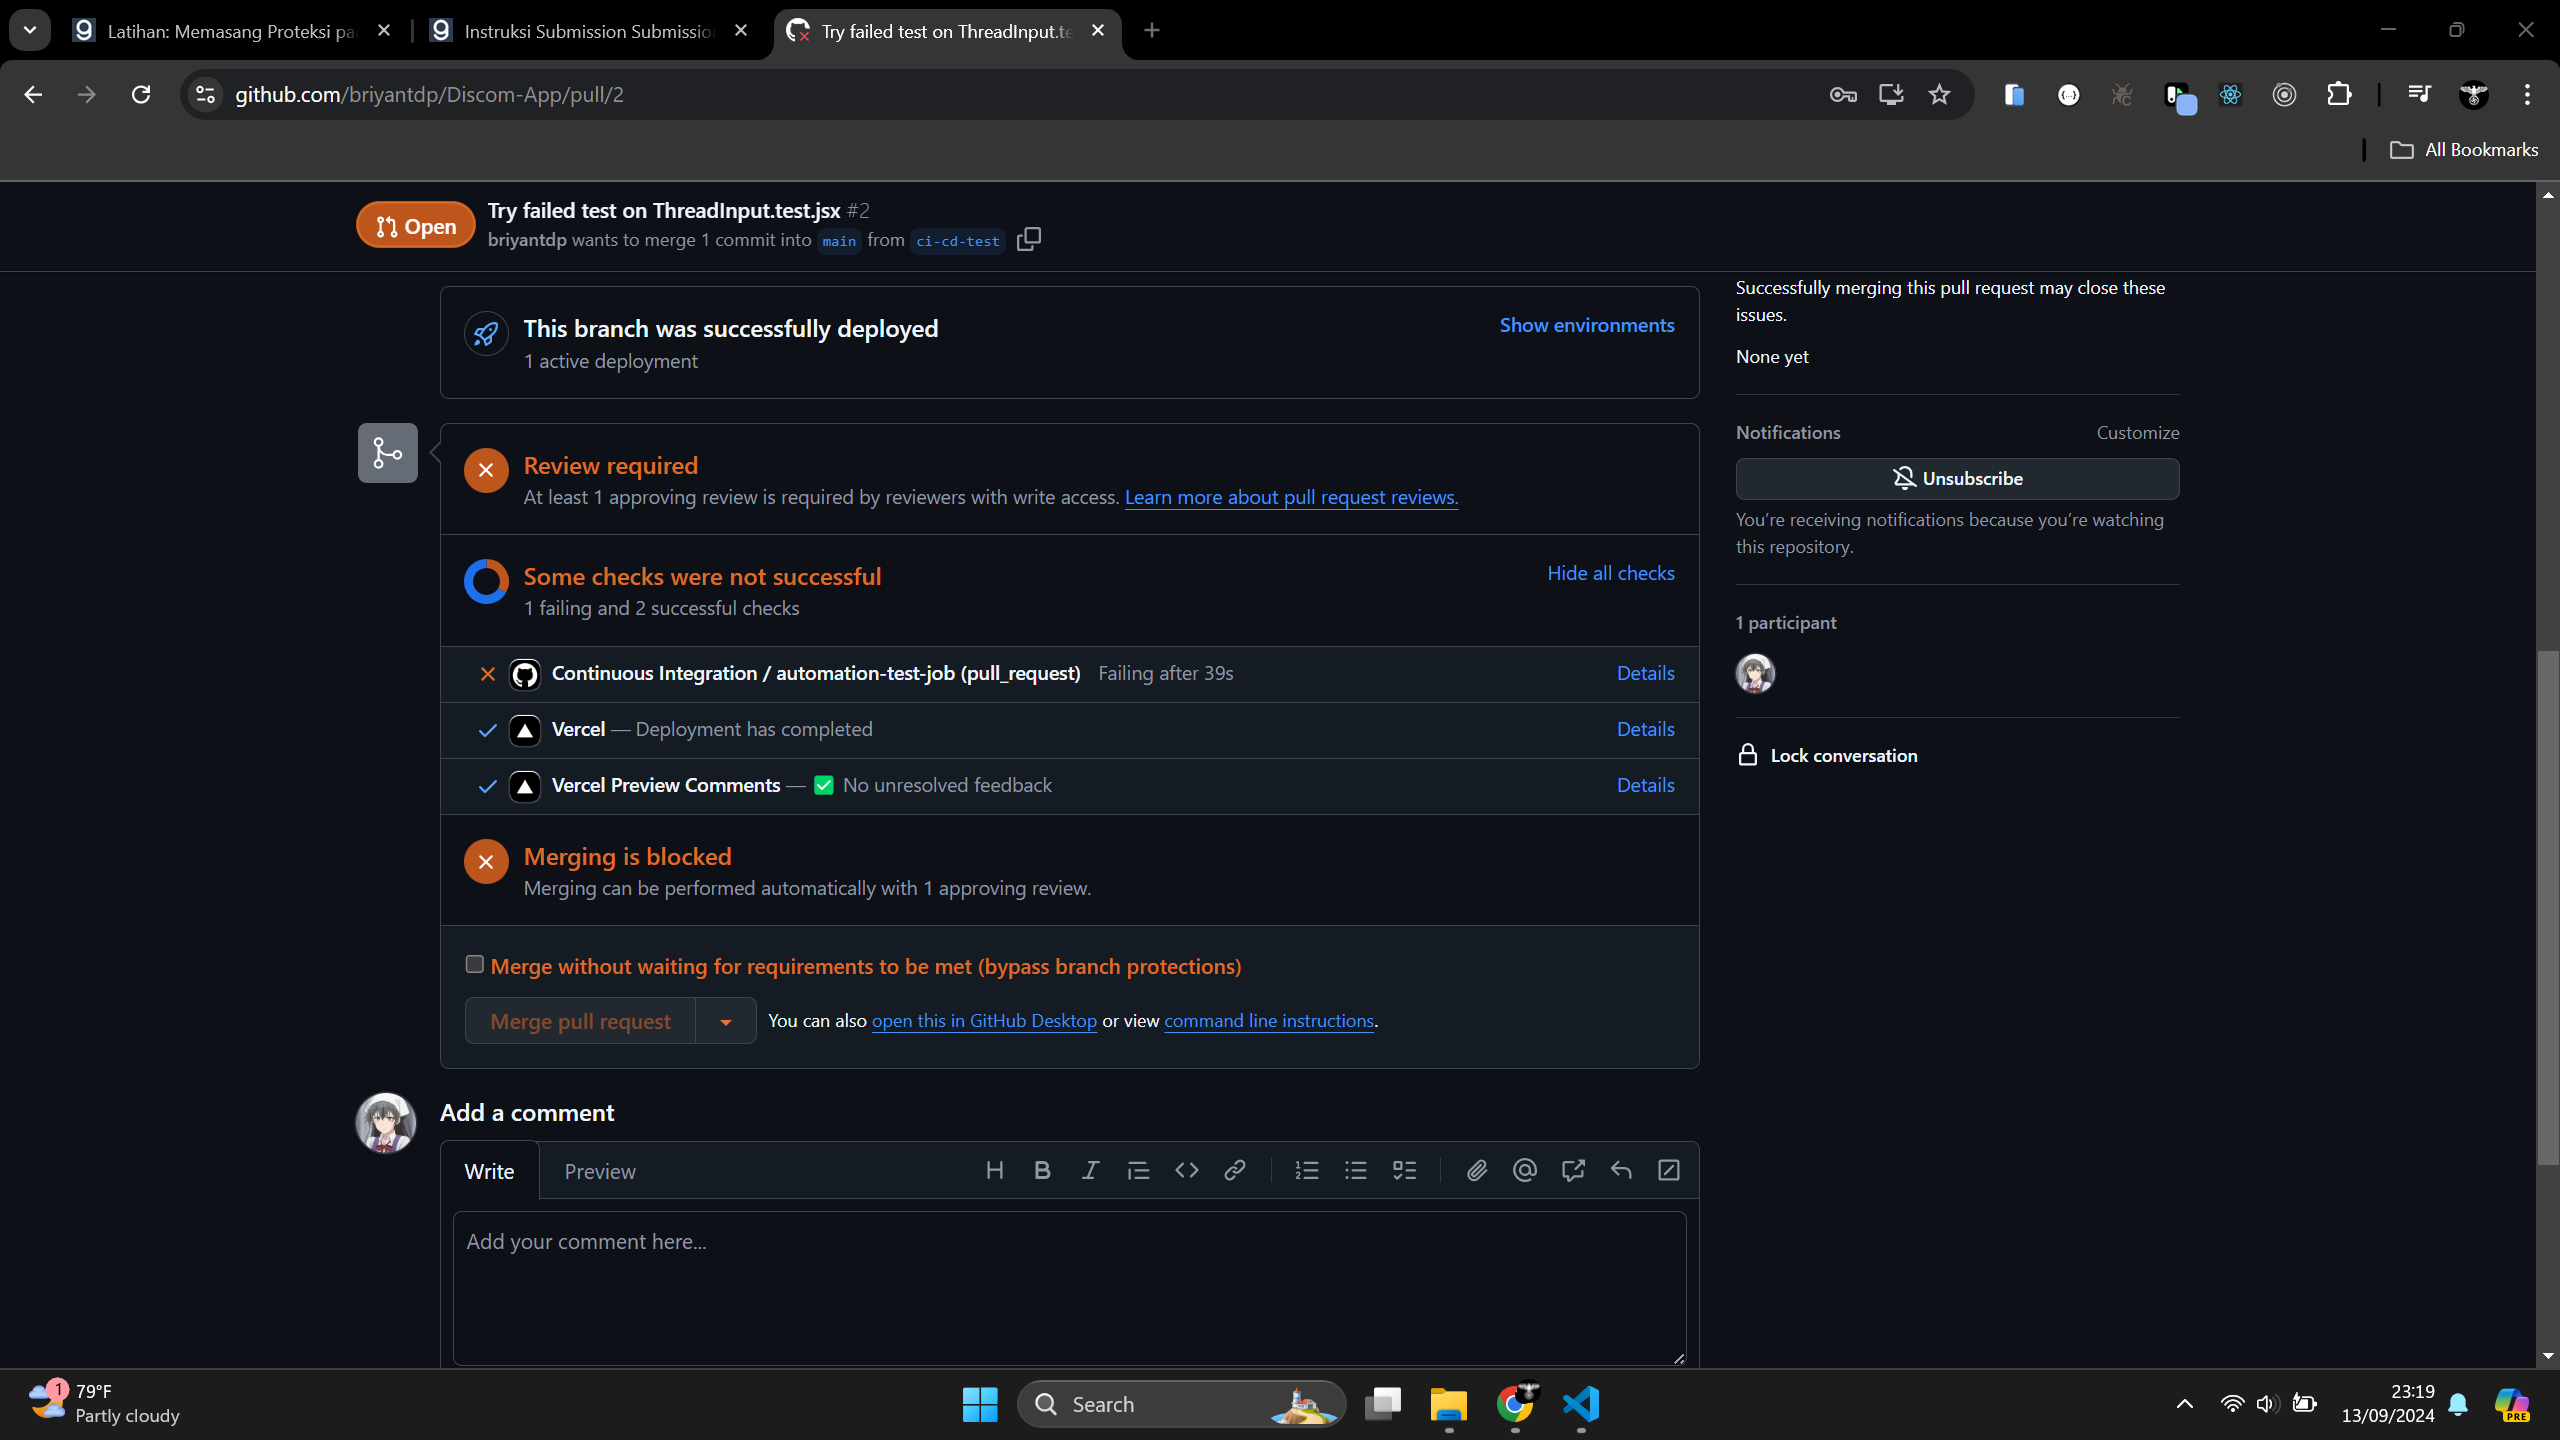 Latihan: Memasang Proteksi pa
Instruksi Submission Submissio
Try failed test on ThreadInput.te
github.com/briyantdp/Discom-App/pull/2
All Bookmarks
Open
Try failed test on ThreadInput.test.jsx #2
briyantdp wants to merge 1 commit into main from ci-cd-test
This branch was successfully deployed
Show environments
1 active deployment
Review required
At least 1 approving review is required by reviewers with write access. Learn more about pull request reviews.
Some checks were not successful
Hide all checks
1 failing and 2 successful checks
Continuous Integration / automation-test-job (pull_request) Failing after 39s
Details
Vercel — Deployment has completed
Details
Vercel Preview Comments — ✅ No unresolved feedback
Details
Merging is blocked
Merging can be performed automatically with 1 approving review.
Merge without waiting for requirements to be met (bypass branch protections)
Merge pull request
You can also open this in GitHub Desktop or view command line instructions.
Successfully merging this pull request may close these
issues.
None yet
Notifications
Customize
Unsubscribe
You're receiving notifications because you're watching
this repository.
1 participant
Lock conversation
Add a comment
Write
Preview
Add your comment here...
1
79°F
Partly cloudy
Search
23:19
13/09/2024
PRE